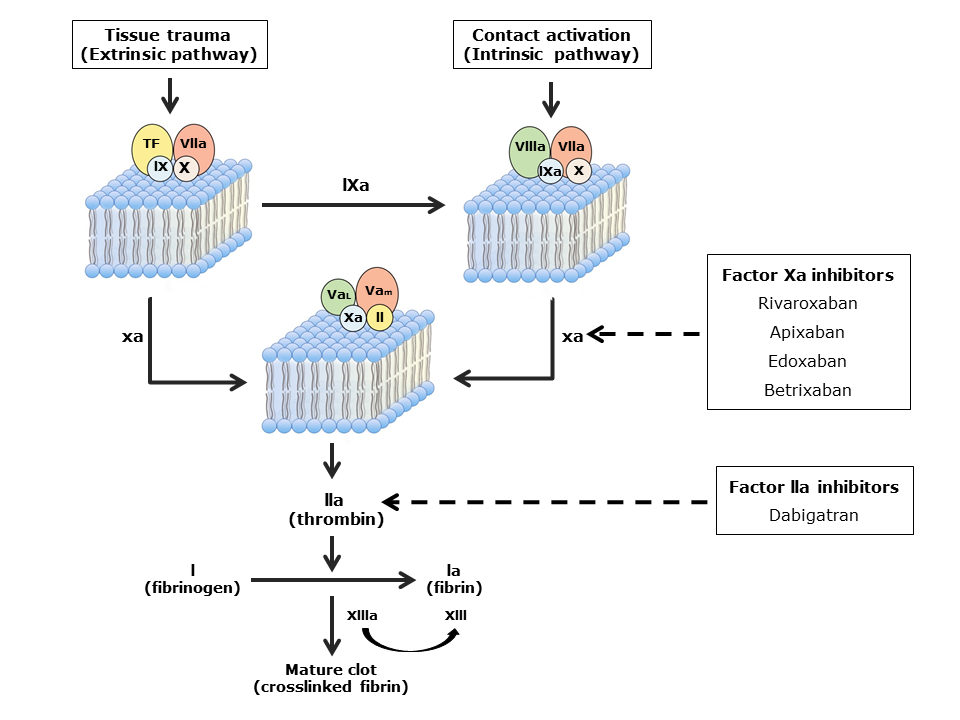 Tissue trauma
(Extrinsic pathway)
Contact activation
(Intrinsic pathway)
TF
VIIa
IX
X
VIIIa
VIIa
IXa
X
IXa
VaL
Vam
Xa
II
xa
xa
Factor Xa inhibitors
Rivaroxaban
Apixaban
Edoxaban
Betrixaban
IIa
(thrombin)
Factor IIa inhibitors
Dabigatran
I
(fibrinogen)
Ia
(fibrin)
XIIIa
XIII
Mature clot
(crosslinked fibrin)